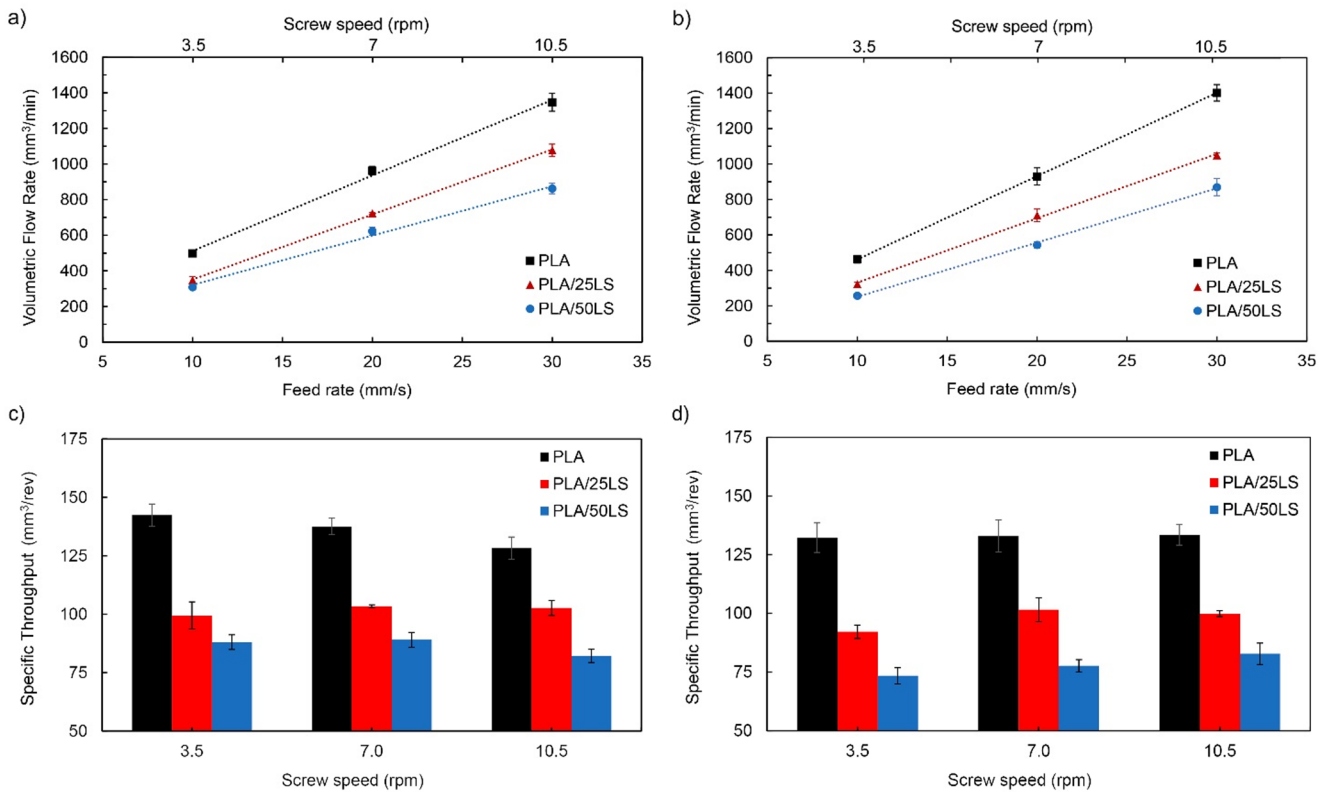 a)
Screw speed (rpm)
3.5 7 10.5
Volumetric Flow Rate (mm³/min)
1600
1400
1200
1000
800
600
400
200
0
PLA
PLA/25LS
PLA/50LS
5 10 15 20 25 30 35
Feed rate (mm/s)
b)
Screw speed (rpm)
3.5 7 10.5
Volumetric Flow Rate (mm³/min)
1600
1400
1200
1000
800
600
400
200
0
PLA
PLA/25LS
PLA/50LS
5 10 15 20 25 30 35
Feed rate (mm/s)
c)
Specific Throughput (mm³/rev)
175
150
125
100
75
50
PLA
PLA/25LS
PLA/50LS
3.5 7.0 10.5
Screw speed (rpm)
d)
Specific Throughput (mm³/rev)
175
150
125
100
75
50
PLA
PLA/25LS
PLA/50LS
3.5 7.0 10.5
Screw speed (rpm)